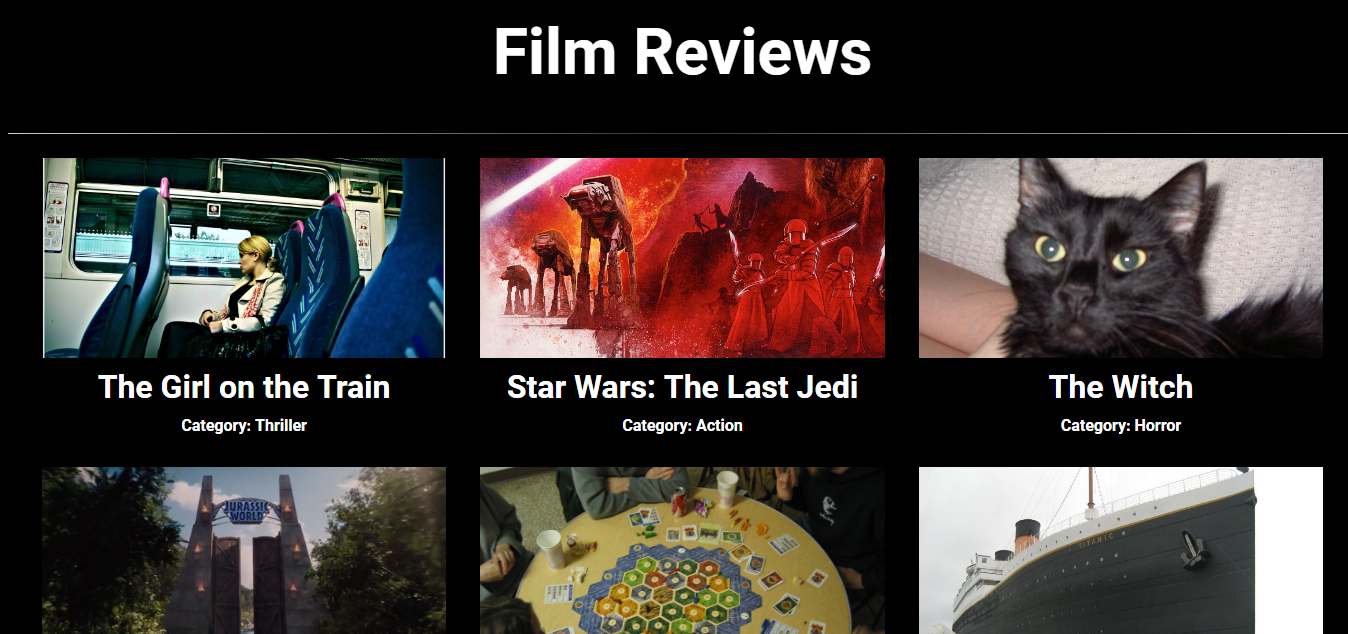 Film Reviews
The Girl on the Train
Star Wars: The Last Jedi
The Witch
Category: Thriller
Category: Action
Category: Horror
JURASSIC
WORLD
TITANIC